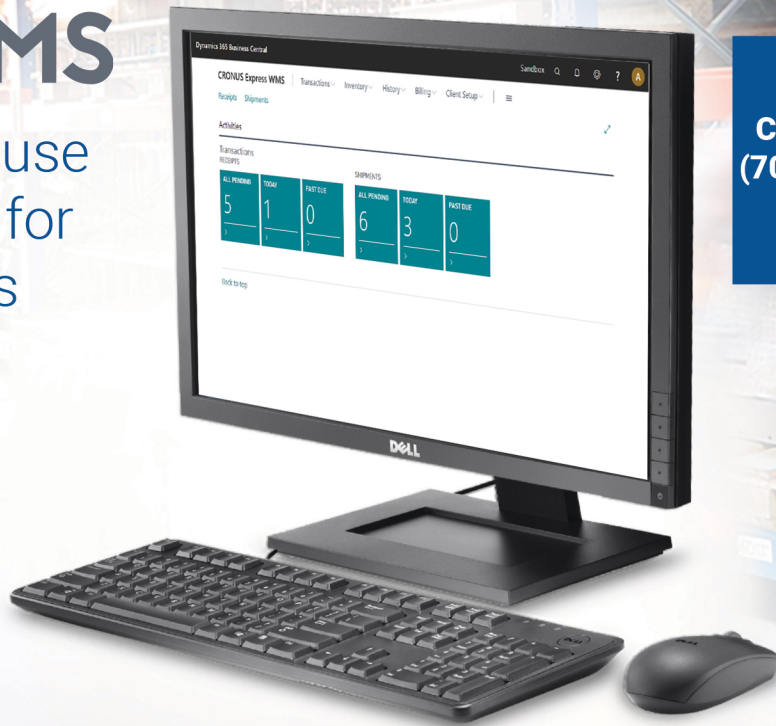 MS
use
for
s
C
(70
Dynamics 365 Business Central
Sandbox ?
A
CRONUS Express WMS Transactions Inventory History Billing Client Setup
Receipts Shipments
Activities
Transactions
RECEIPTS
SHIPMENTS
ALL PENDING TODAY PAST DUE ALL PENDING TODAY PAST DUE
5 1 0 6 3 0
Back to top
DELL
DELL